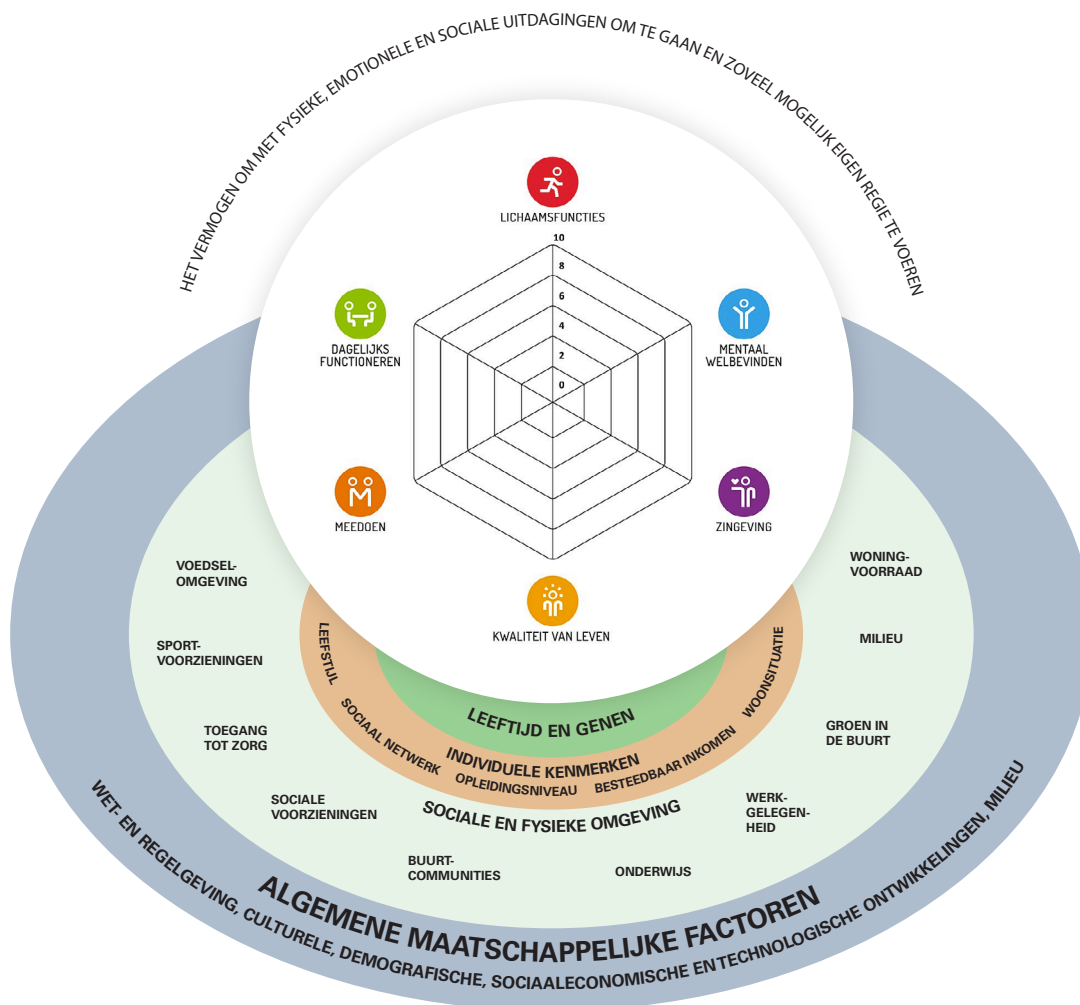 HET VERMOGEN OM MET FYSIEKE, EMOTIONELE EN SOCIALE UITDAGINGEN OM TE GAAN EN ZOVEEL MOGELIJK EIGEN REGIE TE VOEREN
LICHAAMSFUNCTIES
10
8
6
4
2
0
DAGELIJKS
FUNCTIONEREN
MENTAAL
WELBEVINDEN
MEEDOEN
ZINGEVING
KWALITEIT VAN LEVEN
VOEDSEL-
OMGEVING
WONING-
VOORRAAD
SPORT-
VOORZIENINGEN
MILIEU
TOEGANG
TOT ZORG
GROEN IN
DE BUURT
SOCIALE
VOORZIENINGEN
WERK-
GELEGEN-
HEID
BUURT-
COMMUNITIES
ONDERWIJS
LEEFTIJD EN GENEN
INDIVIDUELE KENMERKEN
LEEFSTIJL
SOCIAAL NETWERK
OPLEIDINGSNIVEAU
BESTEEDBAAR INKOMEN
WOONSITUATIE
SOCIALE EN FYSIEKE OMGEVING
ALGEMENE MAATSCHAPPELIJKE FACTOREN
WET- EN REGELGEVING, CULTURELE, DEMOGRAFISCHE, SOCIAALECONOMISCHE EN TECHNOLOGISCHE ONTWIKKELINGEN, MILIEU